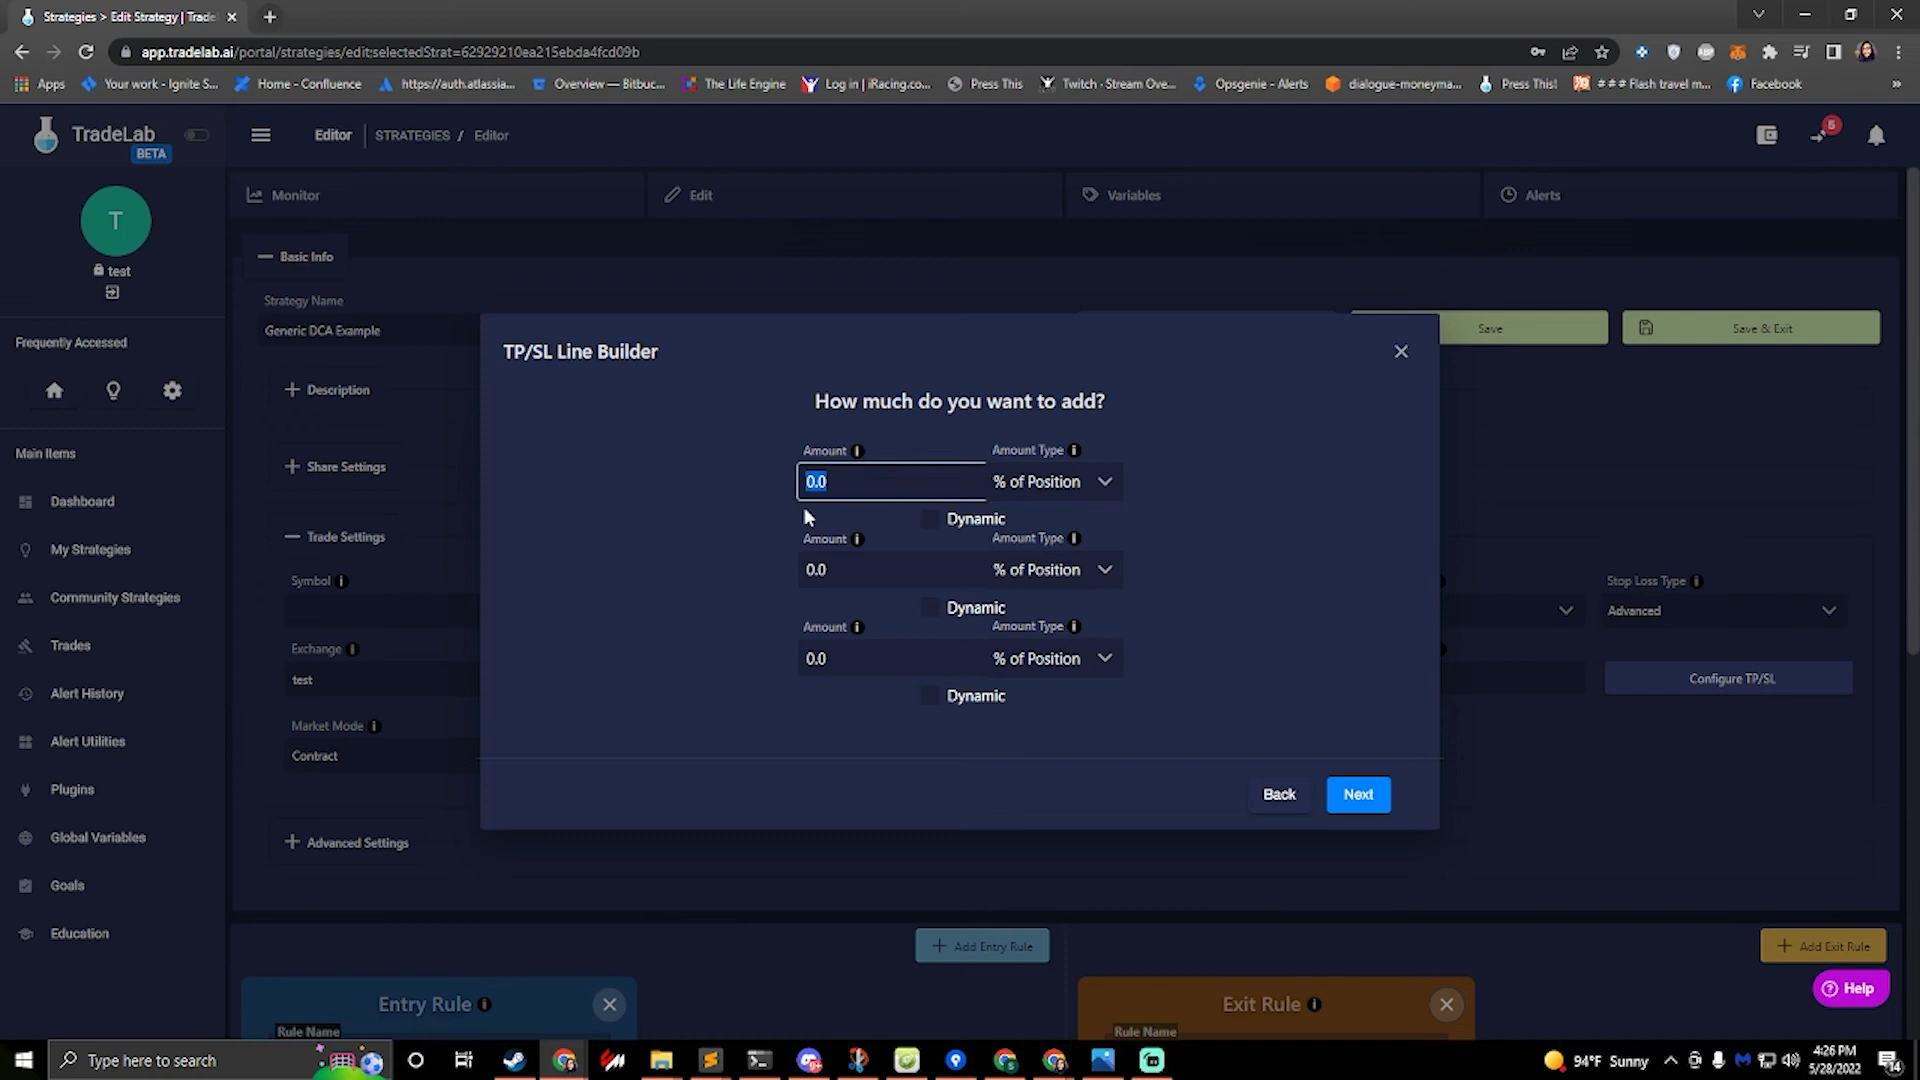 Strategies > Edit Strategy | Trade
app.tradelab.ai/portal/strategies/edit:selectedStrat=62929210ea215ebda4fcd09b
Apps
Your work - Ignite S...
Home - Confluence
https://auth.atlassia...
Overview — Bitbuc...
The Life Engine
Log in | iRacing.co...
Press This
Twitch - Stream Ove...
Opsgenie - Alerts
dialogue-moneyma...
Press This!
###Flash travel m...
Facebook
»
TradeLab
BETA
Editor
STRATEGIES / Editor
5
Monitor
Edit
Variables
Alerts
T
test
Basic Info
Strategy Name
Generic DCA Example
Save
Save & Exit
Frequently Accessed
Description
Share Settings
Trade Settings
Symbol
Exchange
test
Market Mode
Contract
Advanced Settings
Stop Loss Type
Advanced
Configure TP/SL
Main Items
Dashboard
My Strategies
Community Strategies
Trades
Alert History
Alert Utilities
Plugins
Global Variables
Goals
Education
TP/SL Line Builder
How much do you want to add?
Amount
Amount Type
0.0
% of Position
Dynamic
Amount
Amount Type
0.0
% of Position
Dynamic
Amount
Amount Type
0.0
% of Position
Dynamic
Back
Next
Add Entry Rule
Add Exit Rule
Help
Entry Rule
Exit Rule
Rule Name
Rule Name
Type here to search
94°F Sunny
4:26 PM
5/28/2022
14